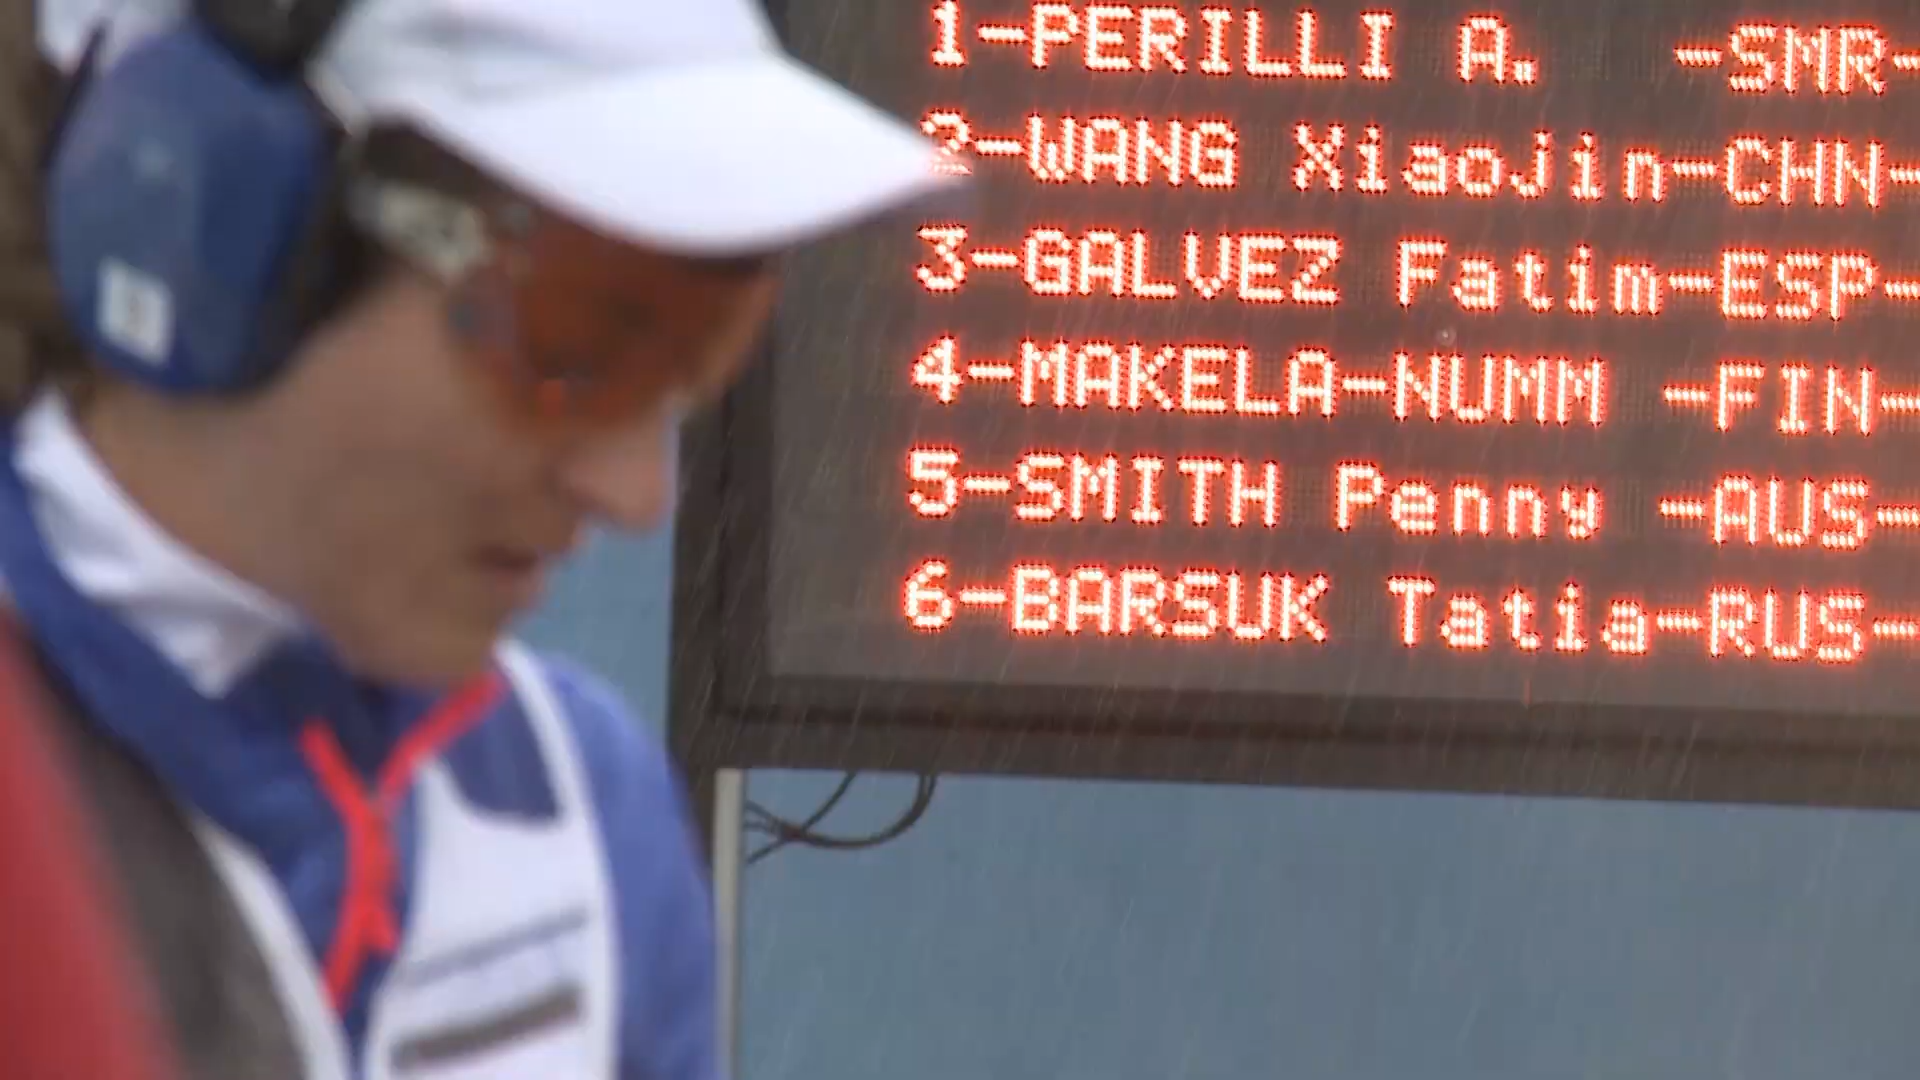 1-PERILLI A. -SMR-
2-WANG Xiaojin-CHN-
3-GALVEZ Fatim-ESP-
4-MAKELA-NUMM -FIN-
5-SMITH Penny -AUS-
6-BARSUK Tatia-RUS-